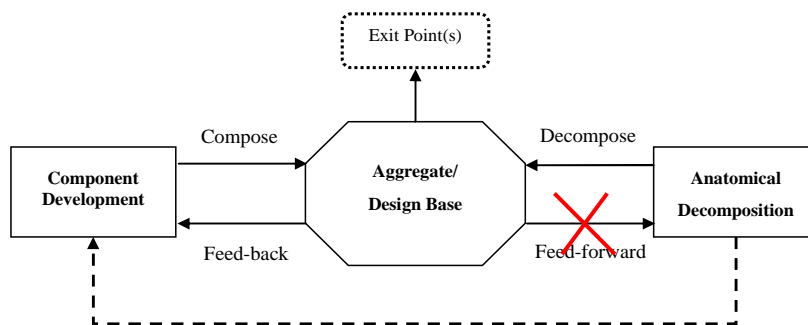 Exit Point(s)
Compose
Decompose
Component
Development
Aggregate/
Design Base
Anatomical
Decomposition
Feed-back
Feed-forward